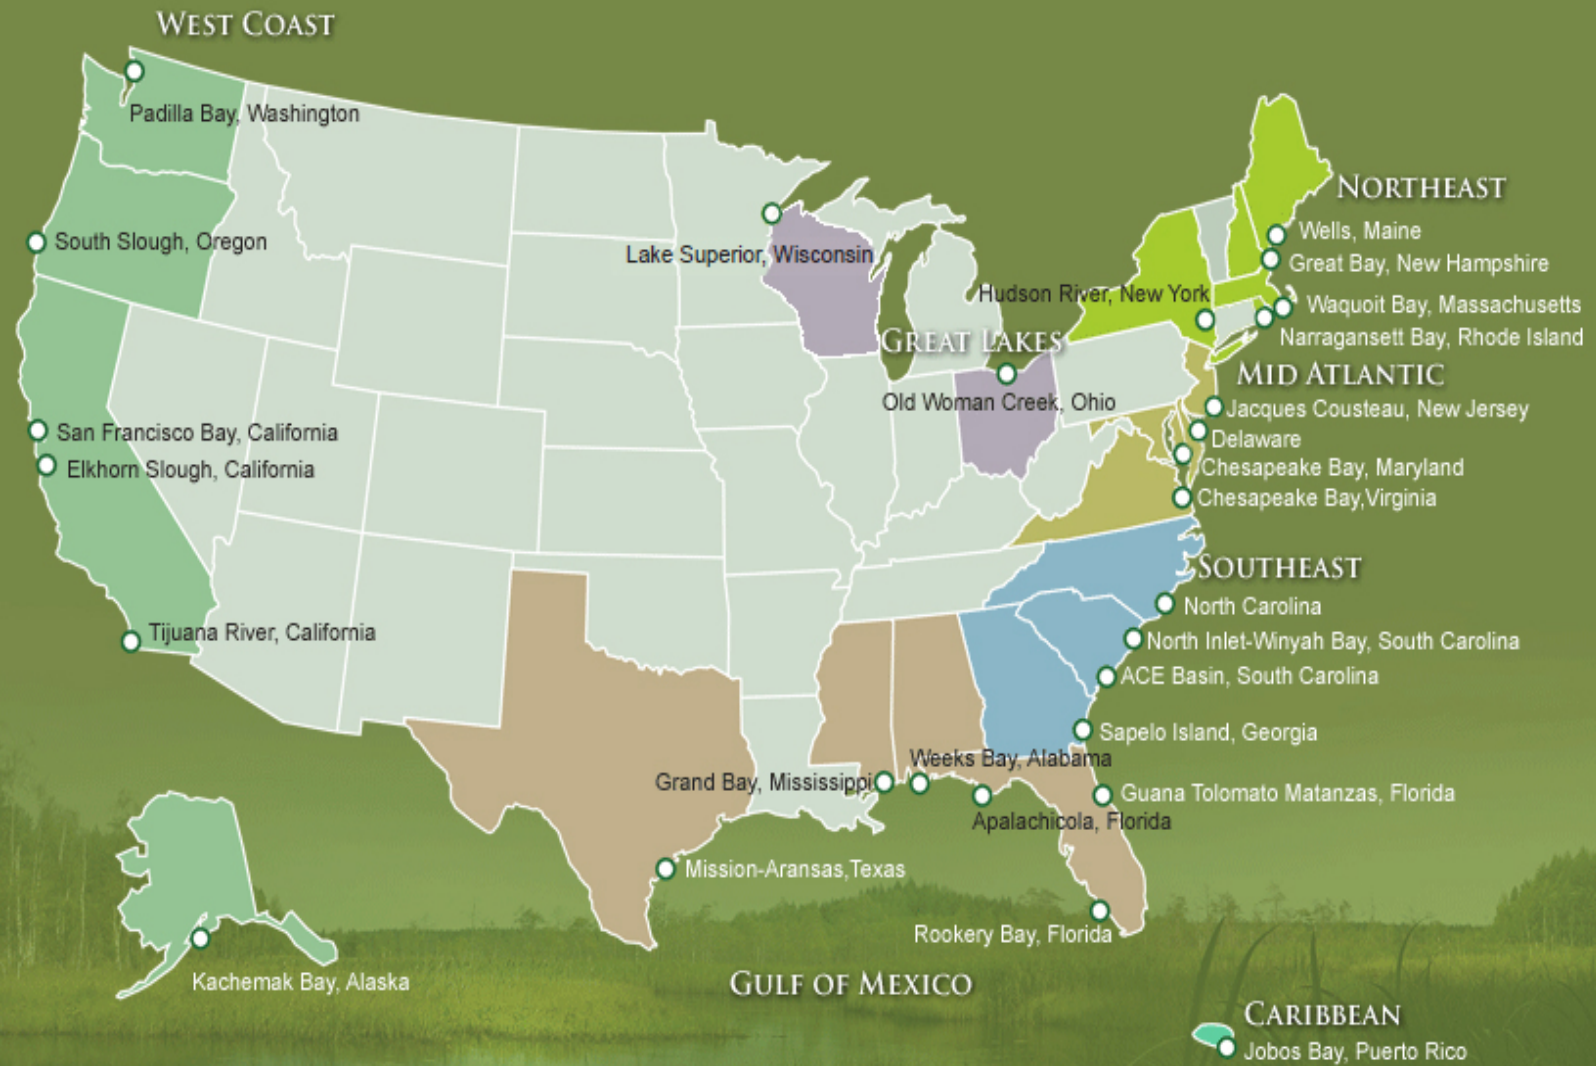 WEST COAST
Padilla Bay, Washington
South Slough, Oregon
San Francisco Bay, California
Elkhorn Slough, California
Tijuana River, California
Kachemak Bay, Alaska
Lake Superior, Wisconsin
GREAT LAKES
Old Woman Creek, Ohio
NORTHEAST
Wells, Maine
Great Bay, New Hampshire
Hudson River, New York
Waquoit Bay, Massachusetts
Narragansett Bay, Rhode Island
MID ATLANTIC
Jacques Cousteau, New Jersey
Delaware
Chesapeake Bay, Maryland
Chesapeake Bay,Virginia
SOUTHEAST
North Carolina
North Inlet-Winyah Bay, South Carolina
ACE Basin, South Carolina
Sapelo Island, Georgia
Weeks Bay, Alabama
Grand Bay, Mississippi
Guana Tolomato Matanzas, Florida
Apalachicola, Florida
Mission-Aransas,Texas
Rookery Bay, Florida
GULF OF MEXICO
CARIBBEAN
Jobos Bay, Puerto Rico